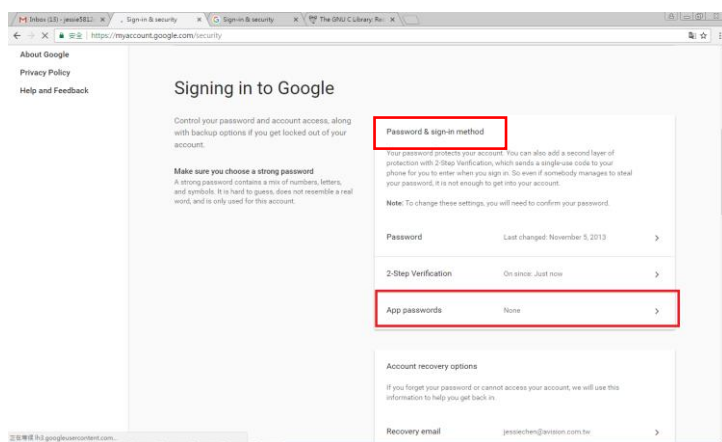 Inbox (13) - jessie5812
Sign-in & security
Sign-in & security
The GNU C Library: Re
安全 | https://myaccount.google.com/security
About Google
Privacy Policy
Help and Feedback
Signing in to Google
Control your password and account access, along
with backup options if you get locked out of your
account.
Make sure you choose a strong password
A strong password contains a mix of numbers, letters,
and symbols. It is hard to guess, does not resemble a real
word, and is only used for this account.
Password & sign-in method
Your password protects your account. You can also add a second layer of
protection with 2-Step Verification, which sends a single-use code to your
phone for you to enter when you sign in. So even if somebody manages to steal
your password, it is not enough to get into your account.
Note: To change these settings, you will need to confirm your password.
Password Last changed: November 5, 2013
2-Step Verification On since: Just now
App passwords None
Account recovery options
If you forget your password or cannot access your account, we will use this
information to help you get back in
Recovery email jessiechen@avision.com.tw
lh3.googleusercontent.com...